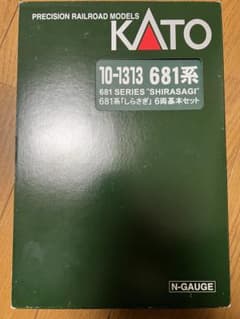 PRECISION RAILROAD MODELS
KATO
10-1313 681系
681 SERIES "SHIRASAGI"
681系「しらさぎ」6両基本セット
N-GAUGE